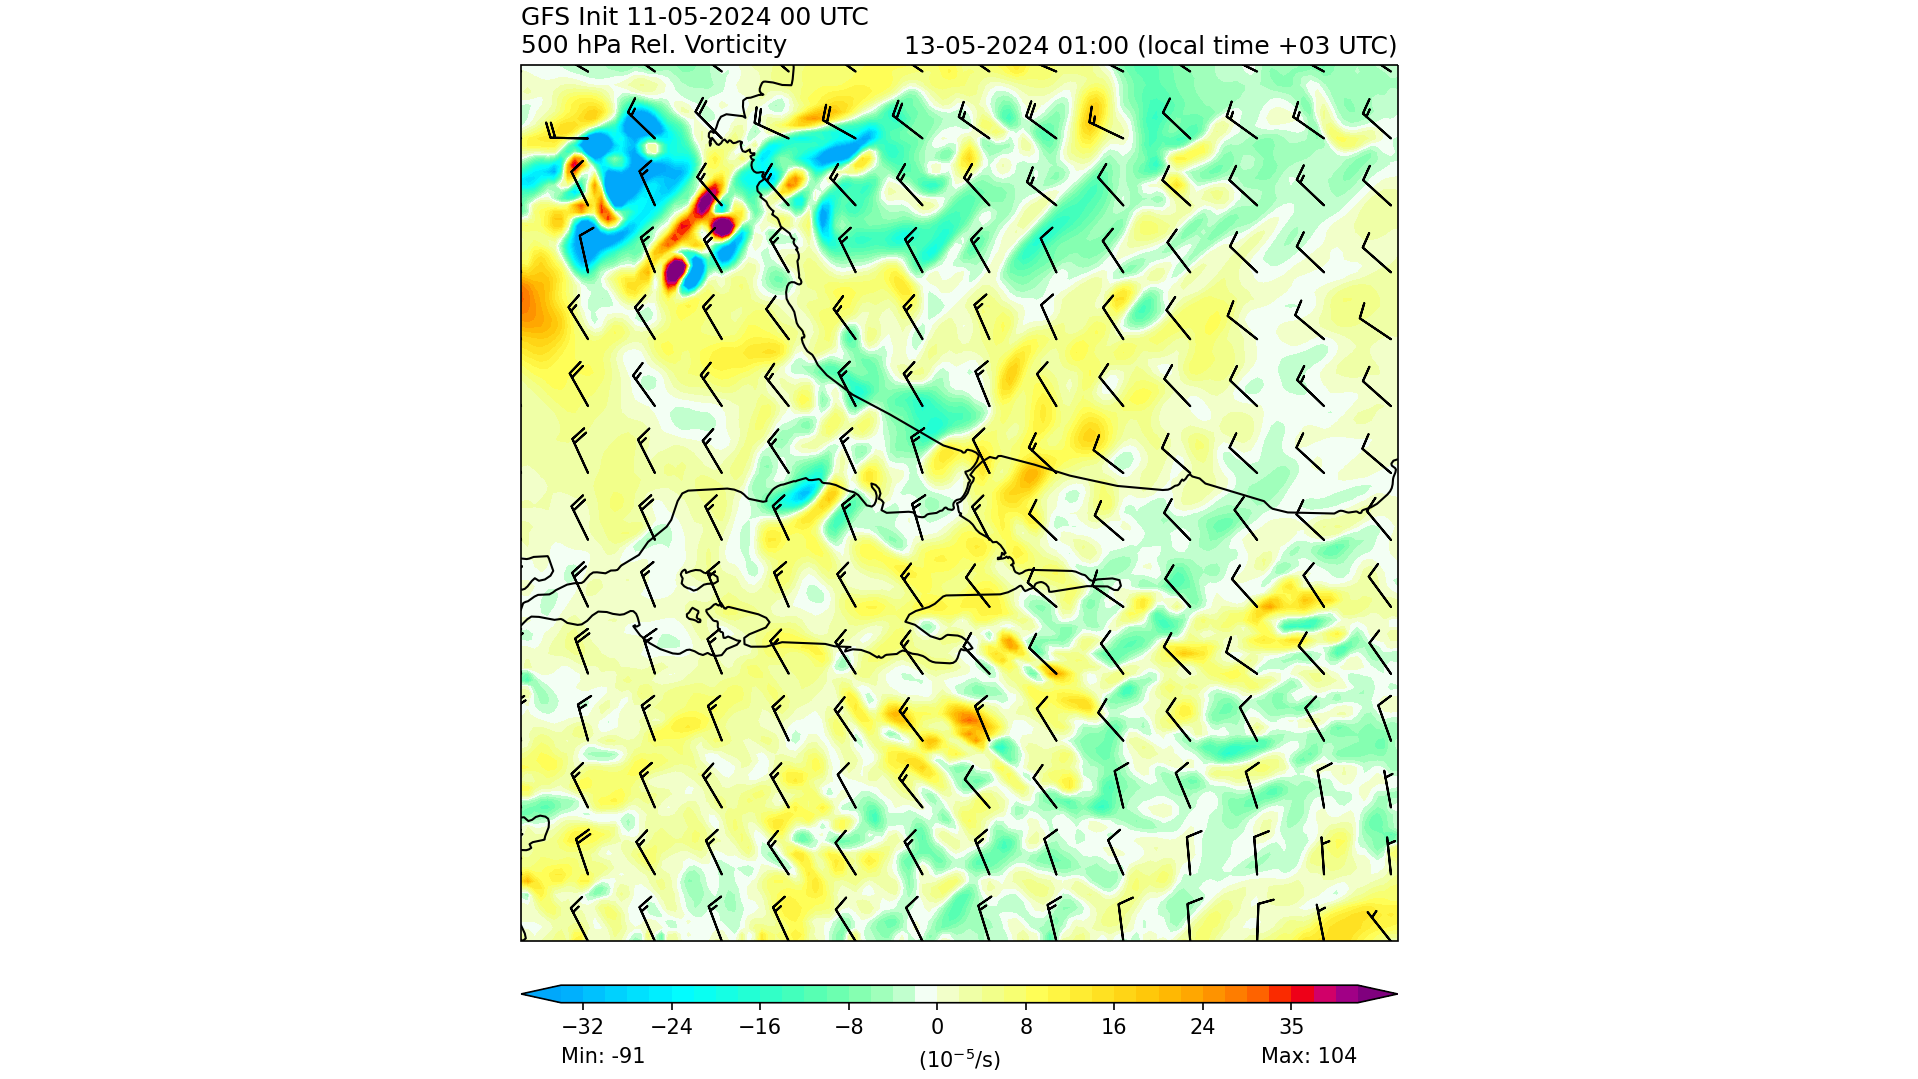 GFS Init 11-05-2024 00 UTC
500 hPa Rel. Vorticity
13-05-2024 01:00 (local time +03 UTC)
−32 −24 −16 −8 0 8 16 24 35
Min: -91 (10⁻⁵/s) Max: 104